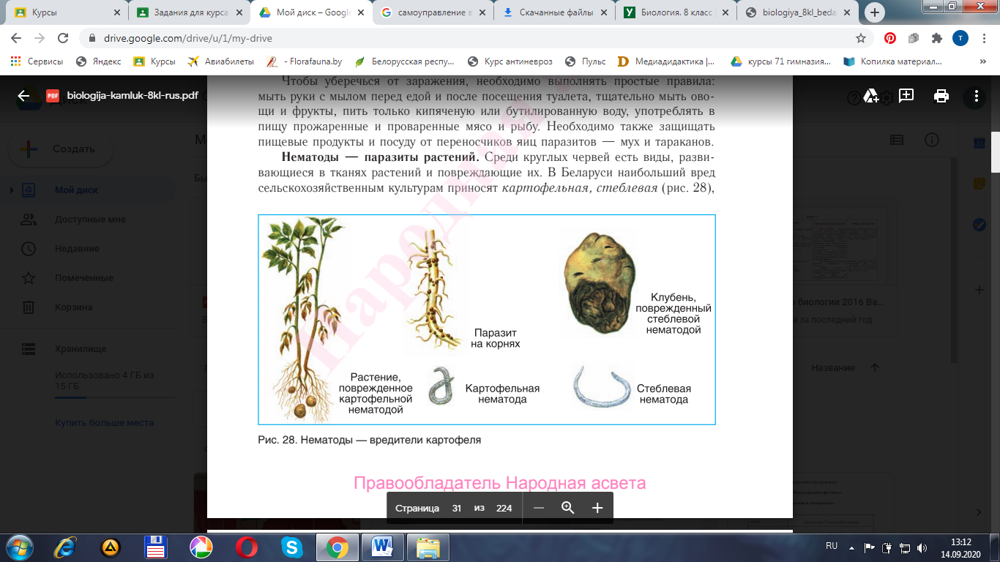 Курсы
Задания для курса
Мой диск – Google
самоуправление в
Скачанные файлы
Биология. 8 класс
biologiya_8kl_beda
drive.google.com/drive/u/1/my-drive
T
Сервисы
Яндекс
Курсы
Авиабилеты
- Florafauna.by
Белорусская респу...
Курс антиневроз
Пульс
Медиадидактика |...
курсы 71 гимназия...
Копилка материал...
»
PDF biologija-kamluk-8kl-rus.pdf
Создать
Мой диск
Доступные мне
Недавние
Помеченные
Корзина
Хранилище
Использовано 4 ГБ из
15 ГБ
Купить больше места
Чтобы уберечься от заражения, необходимо выполнять простые правила:
мыть руки с мылом перед едой и после посещения туалета, тщательно мыть ово-
щи и фрукты, пить только кипяченую или бутилированную воду, употреблять в
пищу прожаренные и проваренные мясо и рыбу. Необходимо также защищать
пищевые продукты и посуду от переносчиков яиц паразитов — мух и тараканов.
Нематоды — паразиты растений. Среди круглых червей есть виды, разви-
вающиеся в тканях растений и повреждающие их. В Беларуси наибольший вред
сельскохозяйственным культурам приносят картофельная, стеблевая (рис. 28),
Народная
Растение,
поврежденное
картофельной
нематодой
Паразит
на корнях
Картофельная
нематода
Клубень,
поврежденный
стеблевой
нематодой
Стеблевая
нематода
Рис. 28. Нематоды — вредители картофеля
Правообладатель Народная асвета
Страница 31 из 224
о биологии 2016 Ва...
и за последний год
Название
RU
13:12
14.09.2020